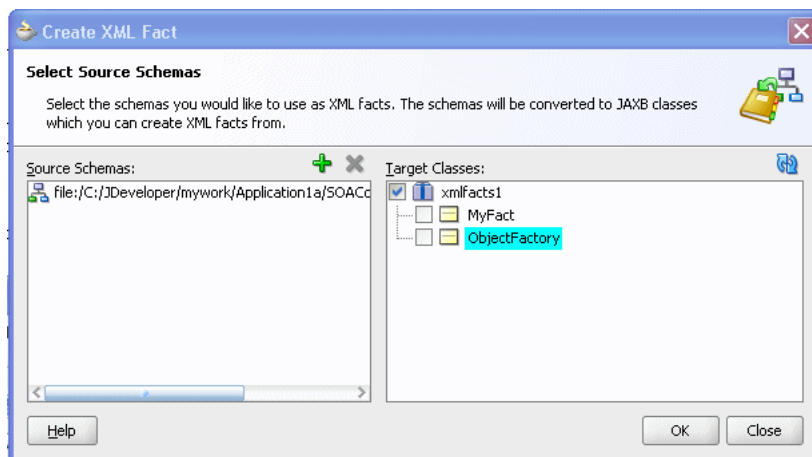 Create XML Fact
Select Source Schemas
Select the schemas you would like to use as XML facts. The schemas will be converted to JAXB classes
which you can create XML facts from.
Source Schemas:
Target Classes:
file:/C:/JDeveloper/mywork/Application1a/SOACo
xmlfacts1
MyFact
ObjectFactory
Help
OK
Close